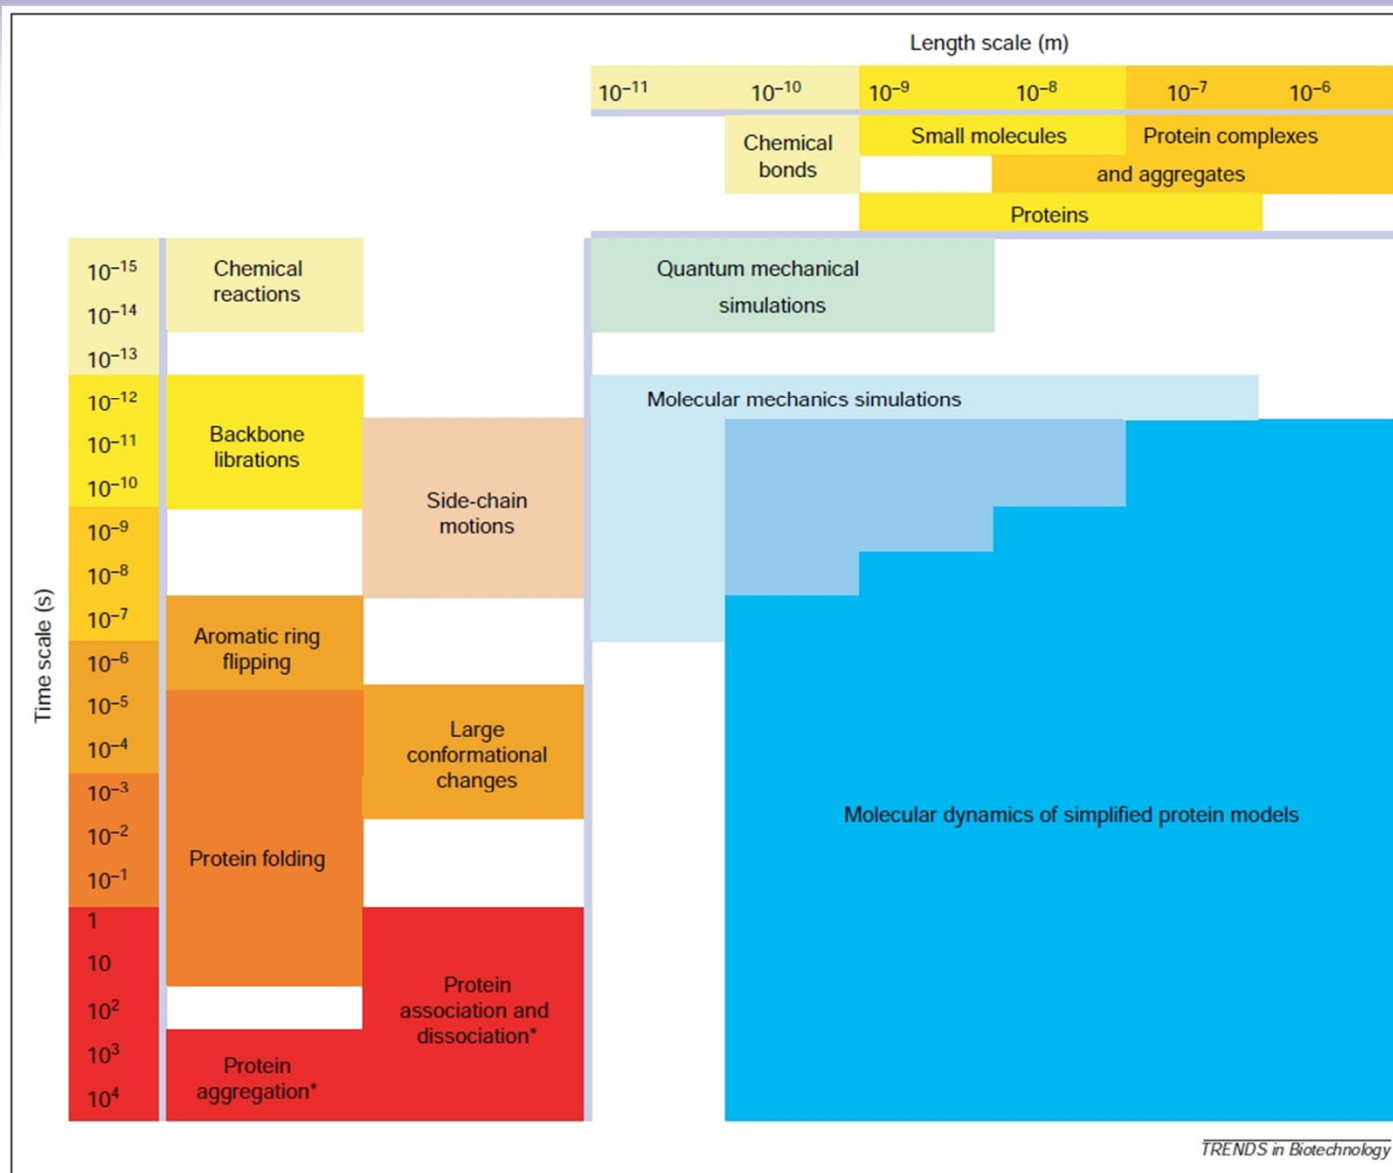 Length scale (m)
10⁻¹¹ 10⁻¹⁰ 10⁻⁹ 10⁻⁸ 10⁻⁷ 10⁻⁶
Chemical
bonds
Small molecules
Protein complexes
and aggregates
Proteins
Time scale (s)
10⁻¹⁵
10⁻¹⁴
10⁻¹³
10⁻¹²
10⁻¹¹
10⁻¹⁰
10⁻⁹
10⁻⁸
10⁻⁷
10⁻⁶
10⁻⁵
10⁻⁴
10⁻³
10⁻²
10⁻¹
1
10
10²
10³
10⁴
Chemical
reactions
Backbone
librations
Side-chain
motions
Aromatic ring
flipping
Large
conformational
changes
Protein folding
Protein
association and
dissociation*
Protein
aggregation*
Quantum mechanical
simulations
Molecular mechanics simulations
Molecular dynamics of simplified protein models
TRENDS in Biotechnology